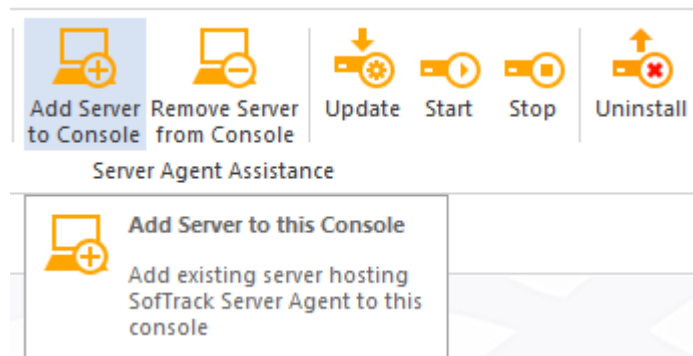 Add Server
to Console
Remove Server
from Console
Update
Start
Stop
Uninstall
Server Agent Assistance
Add Server to this Console
Add existing server hosting
SofTrack Server Agent to this
console